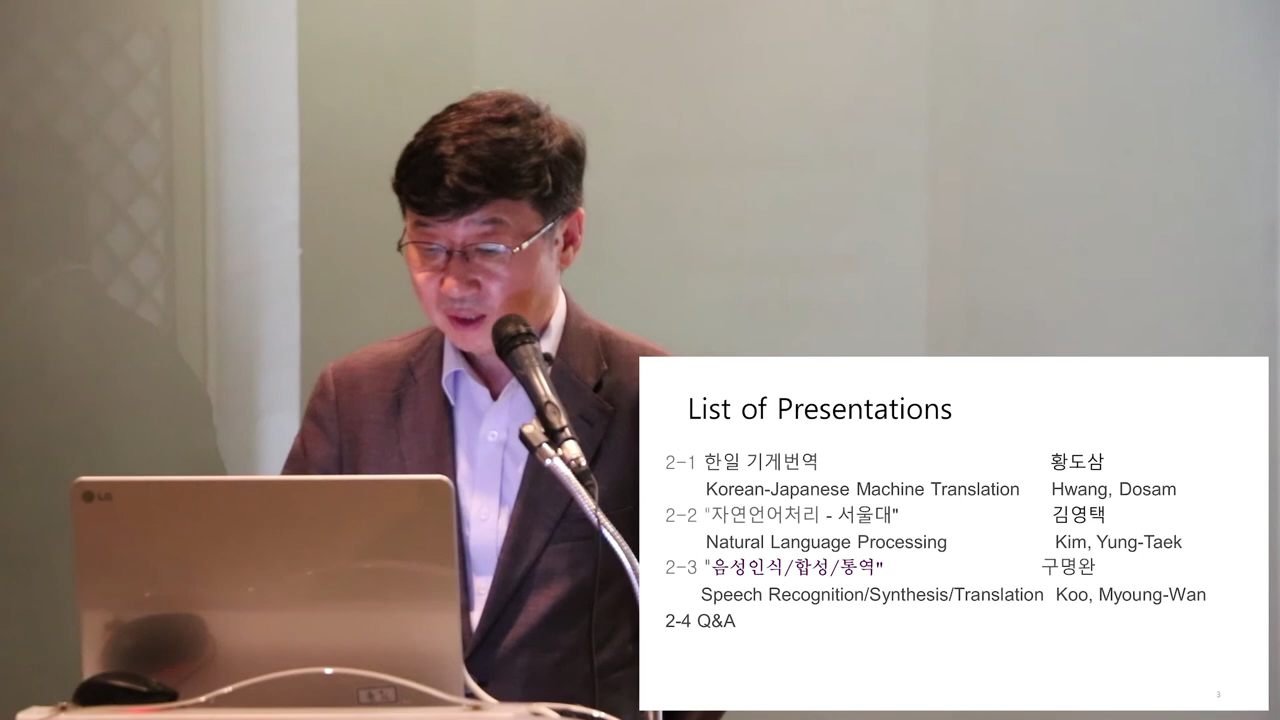 LG
List of Presentations
2-1 한일 기게번역 황도삼
Korean-Japanese Machine Translation Hwang, Dosam
2-2 "자연언어처리 - 서울대" 김영택
Natural Language Processing Kim, Yung-Taek
2-3 "음성인식/합성/통역" 구명완
Speech Recognition/Synthesis/Translation Koo, Myoung-Wan
2-4 Q&A
3